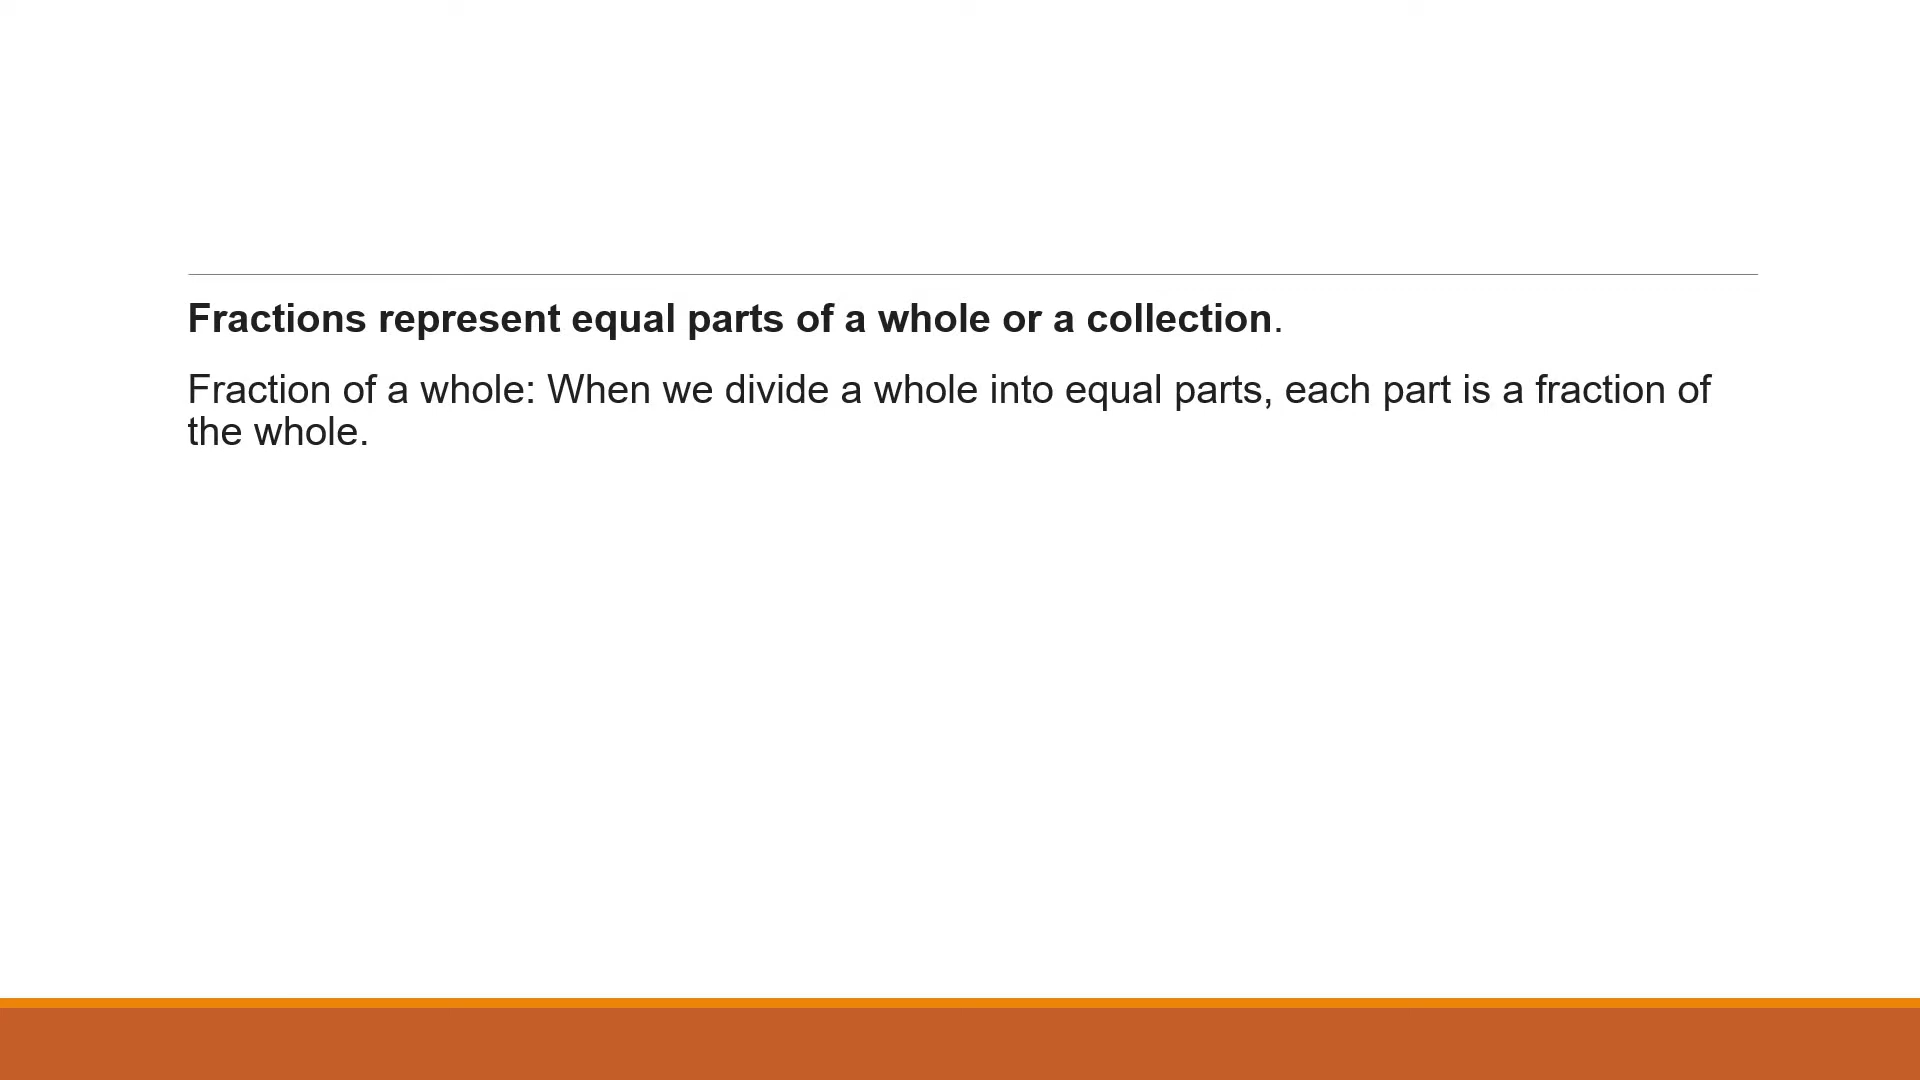 Fractions represent equal parts of a whole or a collection.
Fraction of a whole: When we divide a whole into equal parts, each part is a fraction of
the whole.